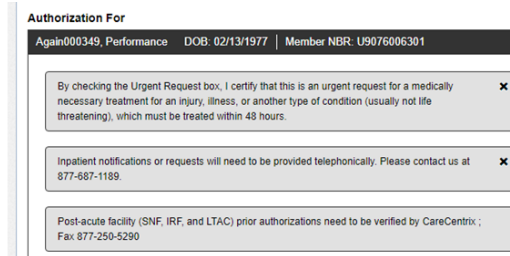 Authorization For
Again000349, Performance DOB: 02/13/1977 Member NBR: U9076006301
By checking the Urgent Request box, I certify that this is an urgent request for a medically
necessary treatment for an injury, illness, or another type of condition (usually not life
threatening), which must be treated within 48 hours.
Inpatient notifications or requests will need to be provided telephonically. Please contact us at
877-687-1189.
Post-acute facility (SNF, IRF, and LTAC) prior authorizations need to be verified by CareCentrix ;
Fax 877-250-5290